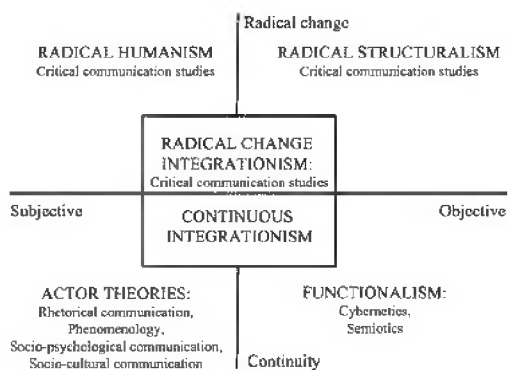 Radical change
RADICAL HUMANISM
Critical communication studies
RADICAL STRUCTURALISM
Critical communication studies
RADICAL CHANGE
INTEGRATIONISM:
Critical communication studies
Subjective
Objective
CONTINUOUS
INTEGRATIONISM
ACTOR THEORIES:
Rhetorical communication,
Phenomenology,
Socio-psychological communication,
Socio-cultural communication
FUNCTIONALISM:
Cybernetics,
Semiotics
Continuity